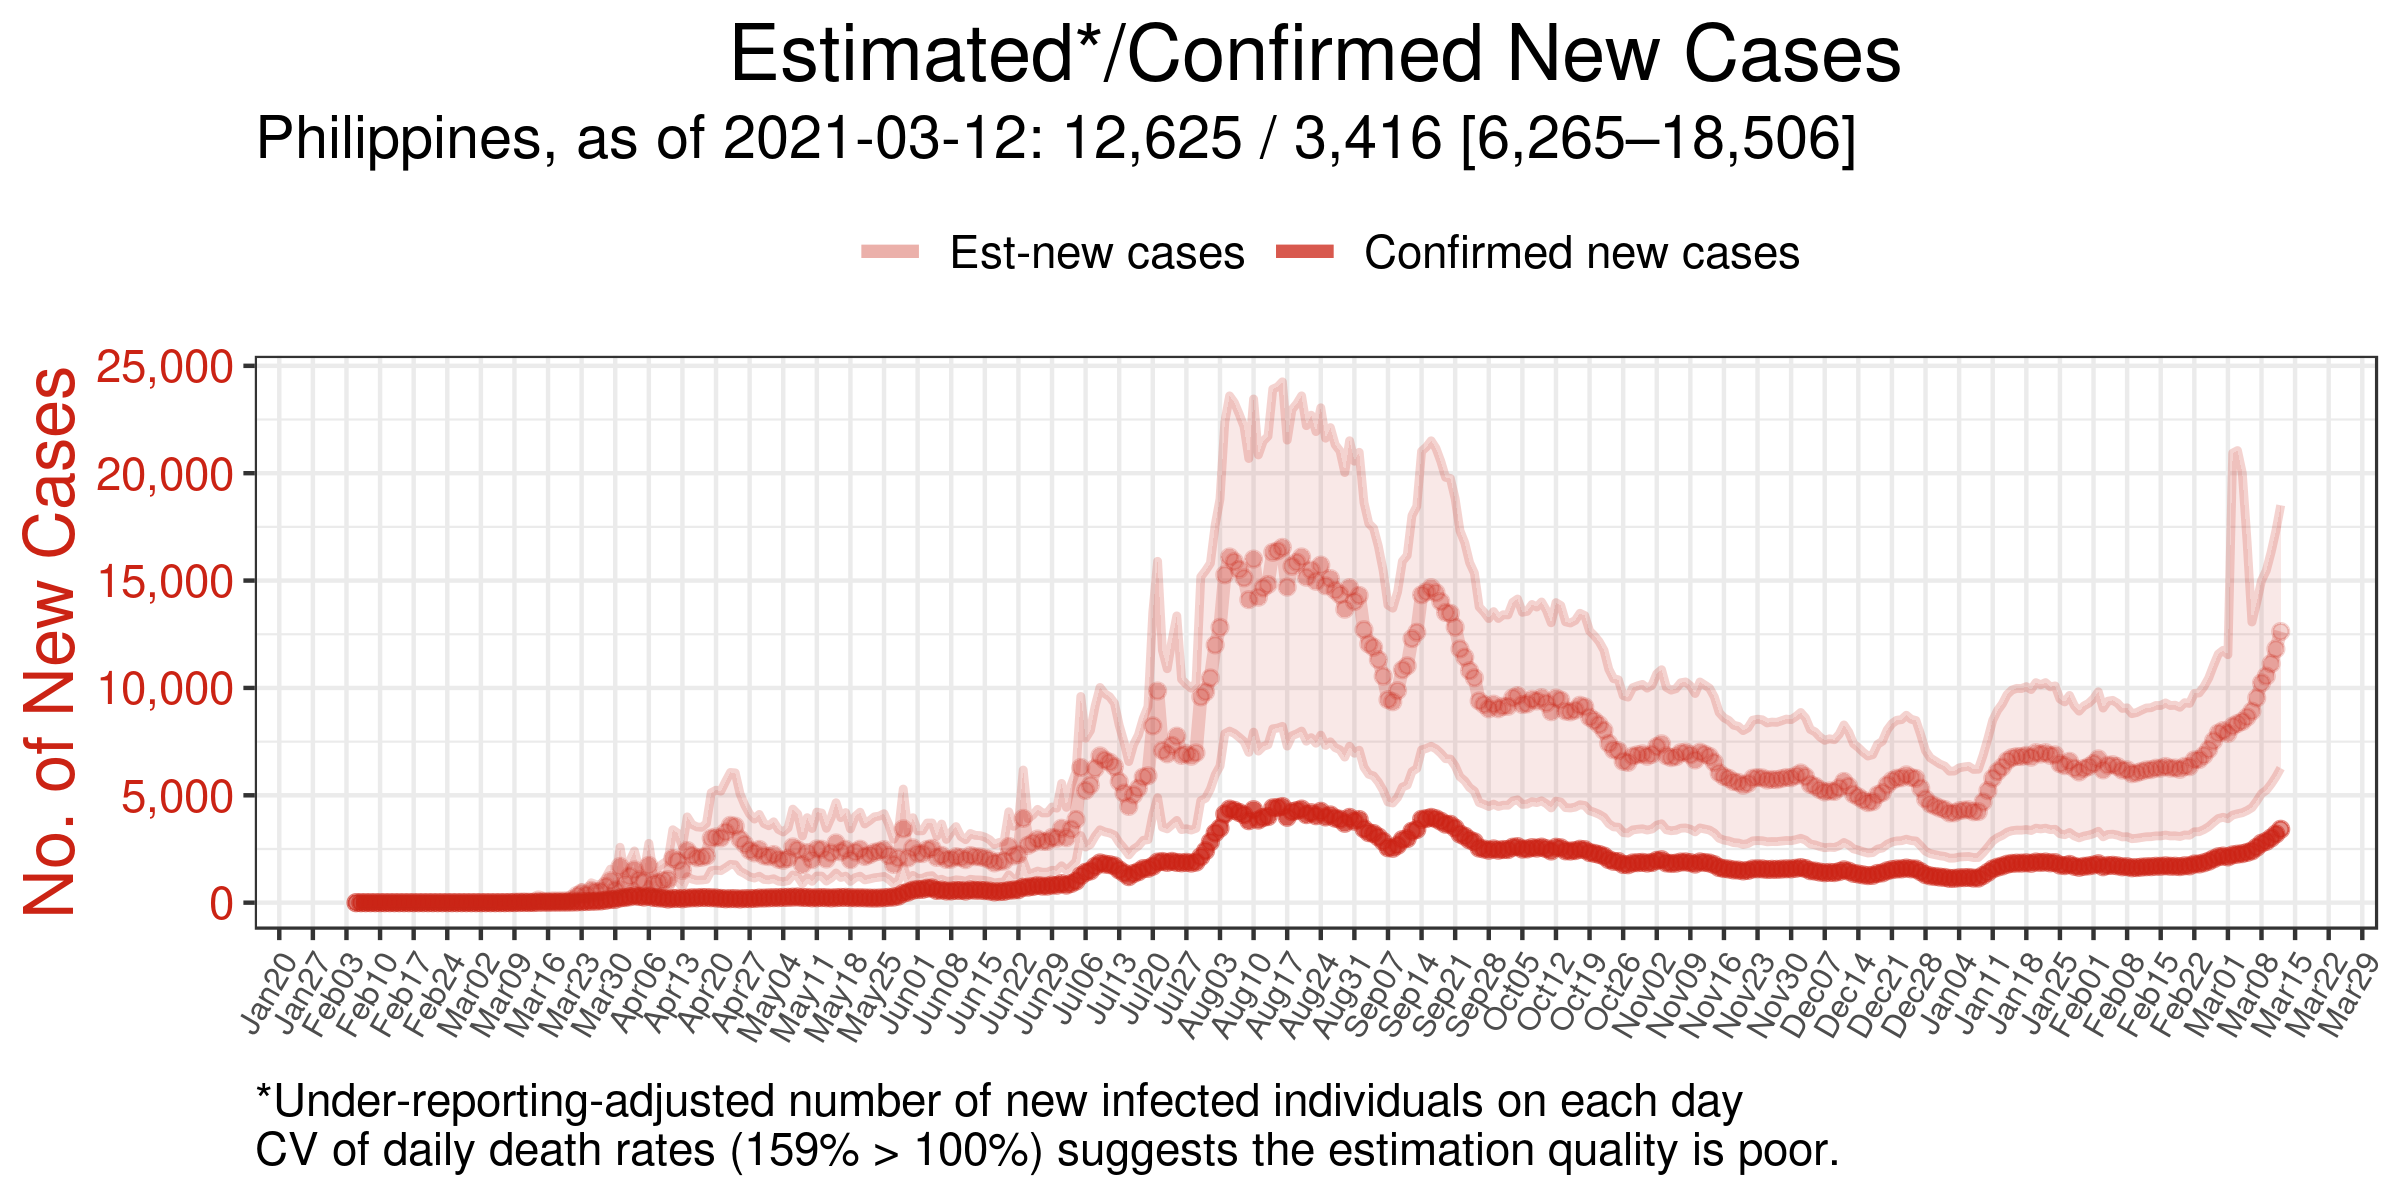 Estimated*/Confirmed New Cases
Philippines, as of 2021-03-12: 12,625 / 3,416 [6,265–18,506]
Est-new cases
Confirmed new cases
No. of New Cases
25,000
20,000
15,000
10,000
5,000
0
Jan20
Jan27
Feb03
Feb10
Feb17
Feb24
Mar02
Mar09
Mar16
Mar23
Mar30
Apr06
Apr13
Apr20
Apr27
May04
May11
May18
May25
Jun01
Jun08
Jun15
Jun22
Jun29
Jul06
Jul13
Jul20
Jul27
Aug03
Aug10
Aug17
Aug24
Aug31
Sep07
Sep14
Sep21
Sep28
Oct05
Oct12
Oct19
Oct26
Nov02
Nov09
Nov16
Nov23
Nov30
Dec07
Dec14
Dec21
Dec28
Jan04
Jan11
Jan18
Jan25
Feb01
Feb08
Feb15
Feb22
Mar01
Mar08
Mar15
Mar22
Mar29
*Under-reporting-adjusted number of new infected individuals on each day
CV of daily death rates (159% > 100%) suggests the estimation quality is poor.